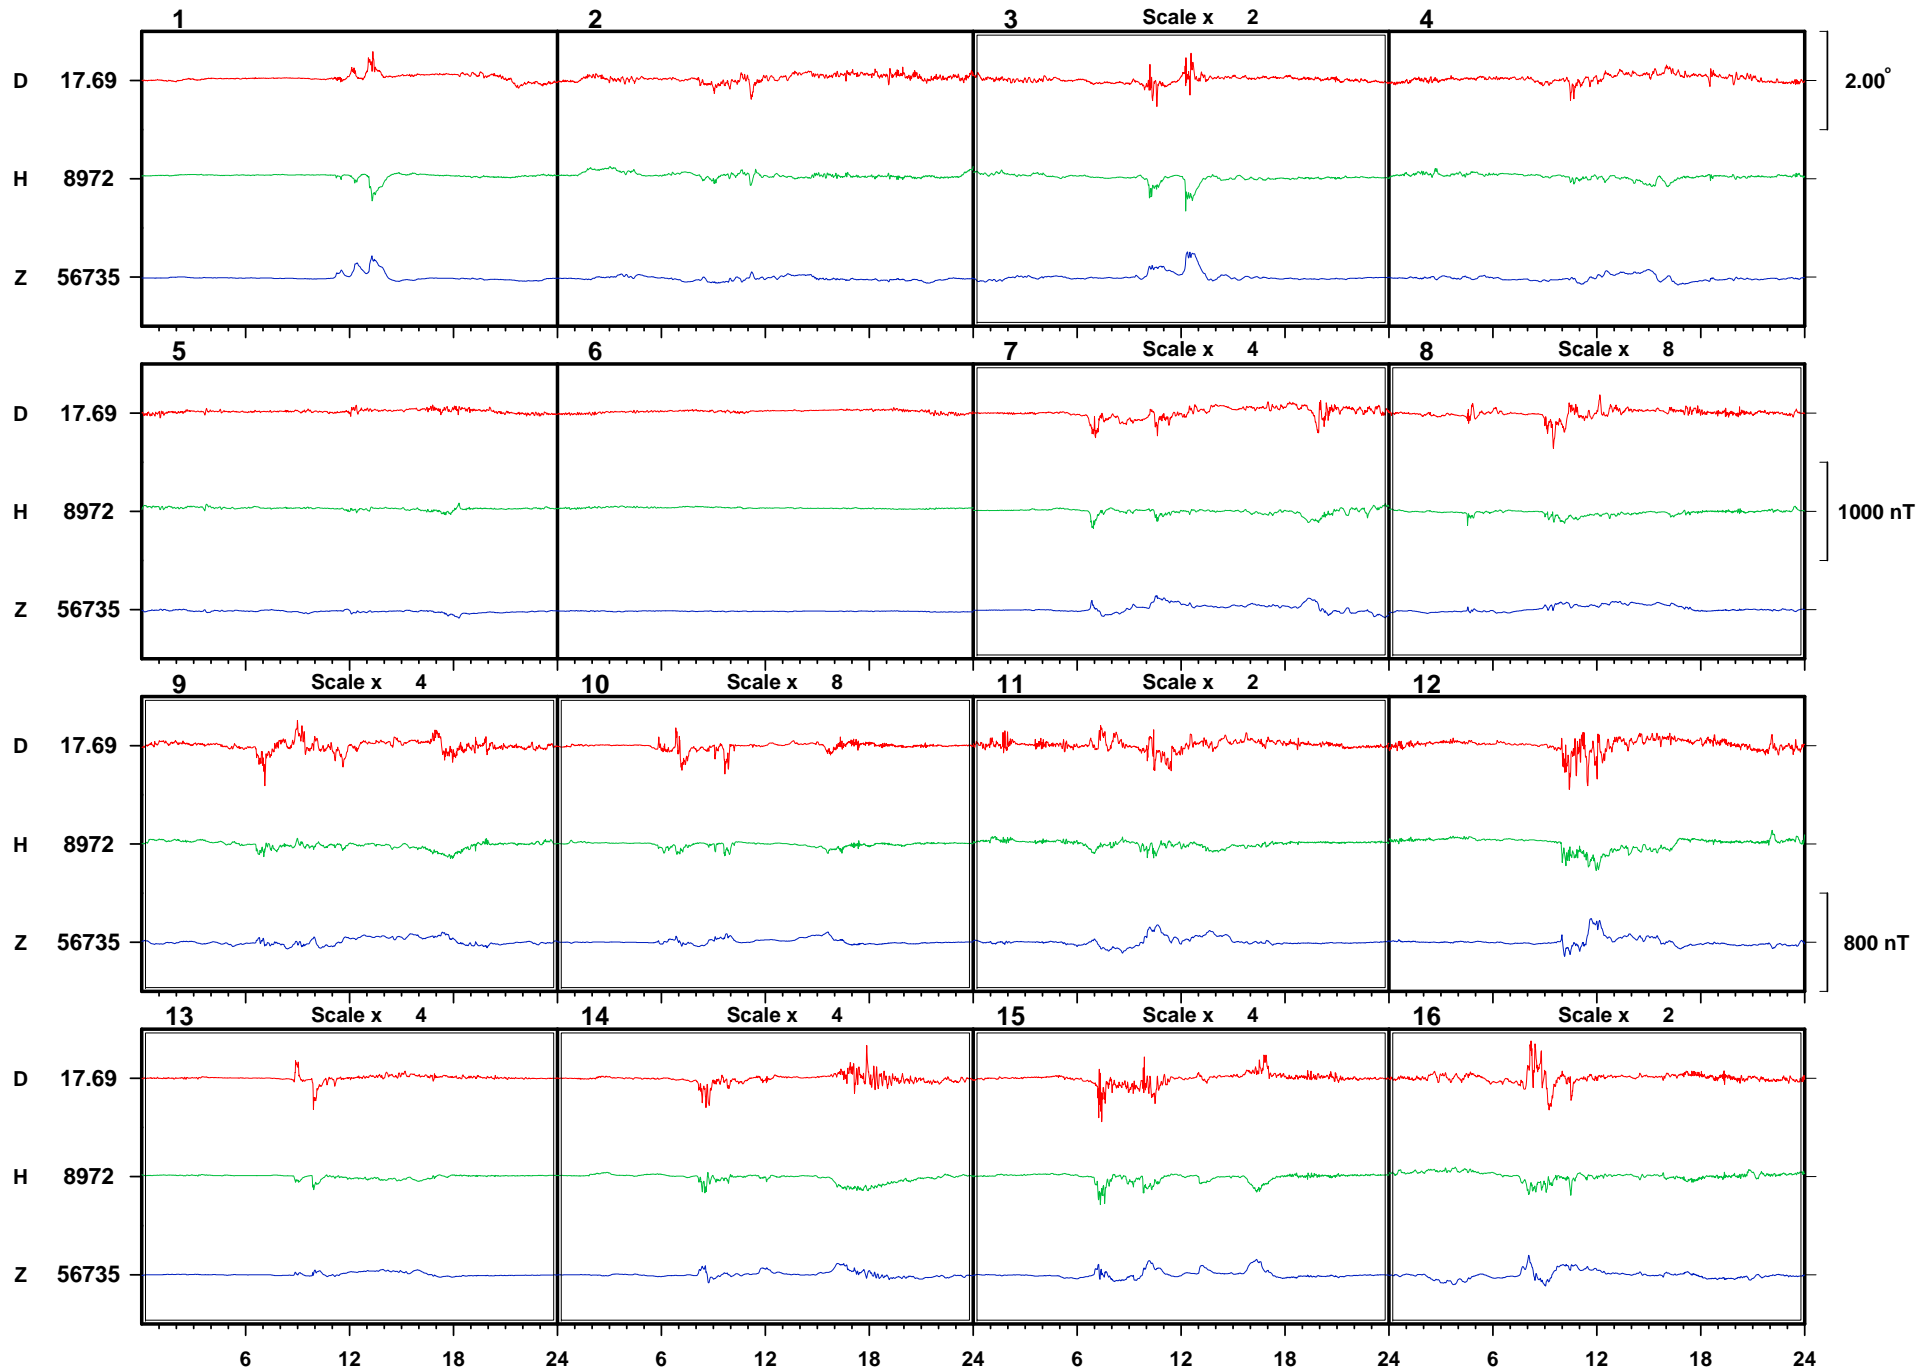 1 2 3 Scale x 2 4
D 17.69 2.00°
H 8972
Z 56735
5 6 7 Scale x 4 8 Scale x 8
D 17.69
H 8972 1000 nT
Z 56735
9 Scale x 4 10 Scale x 8 11 Scale x 2 12
D 17.69
H 8972
Z 56735 800 nT
13 Scale x 4 14 Scale x 4 15 Scale x 4 16 Scale x 2
D 17.69
H 8972
Z 56735
6 12 18 24 6 12 18 24 6 12 18 24 6 12 18 24